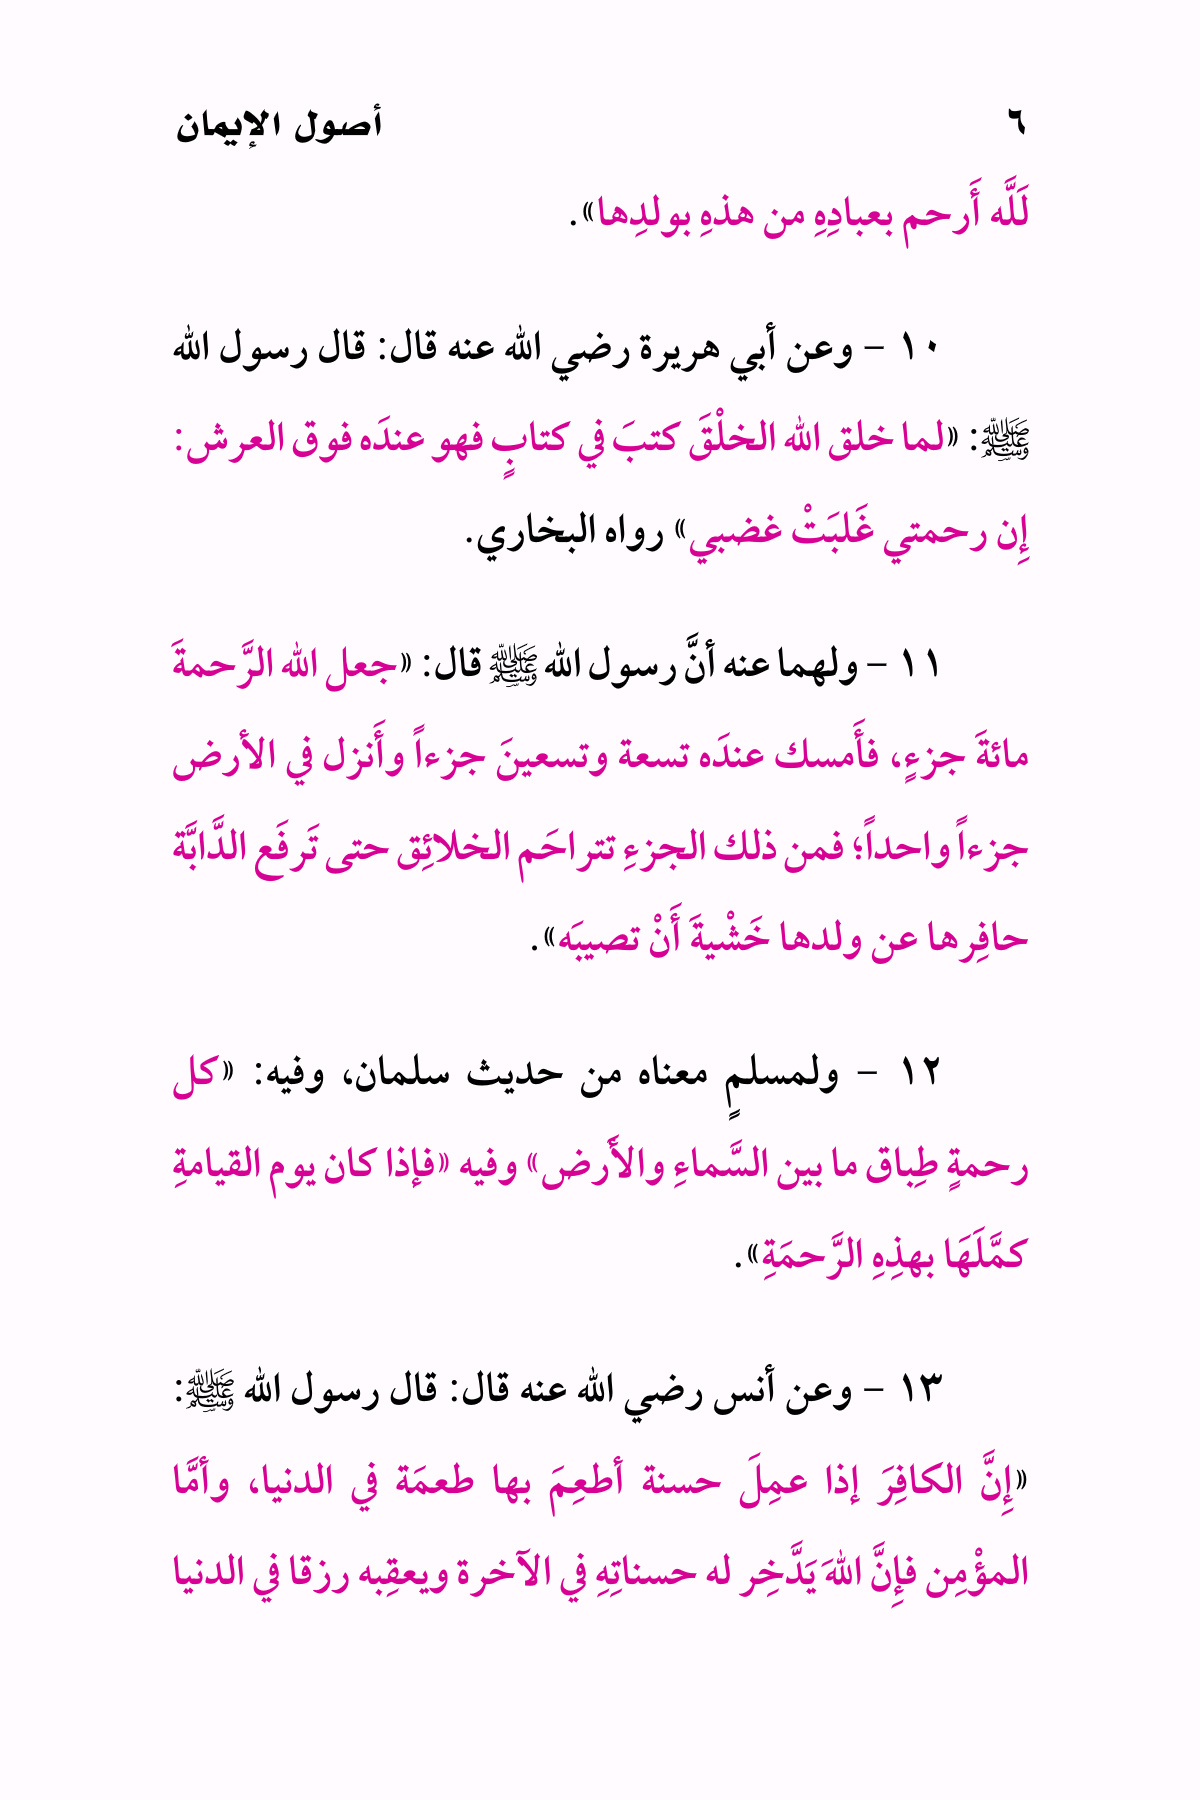 ٦ أصول الإيمان
لَلَّه أَرحم بعبادِهِ من هذهِ بولدِها».
١٠ – وعن أبي هريرة رضي الله عنه قال: قال رسول الله
ﷺ: «لما خلق الله الخلْقَ كتبَ في كتابٍ فهو عندَه فوق العرش:
إِن رحمتي غَلبَتْ غضبي» رواه البخاري.
١١ – ولهما عنه أنَّ رسول الله ﷺ قال: «جعل الله الرَّحمةَ
مائةَ جزءٍ، فأَمسك عندَه تسعة وتسعينَ جزءاً وأَنزل في الأرض
جزءاً واحداً؛ فمن ذلك الجزءِ تتراحَم الخلائِق حتى تَرفَع الدَّابَّة
حافِرها عن ولدها خَشْيةَ أَنْ تصيبَه».
١٢ – ولمسلمٍ معناه من حديث سلمان، وفيه: «كل
رحمةٍ طِباق ما بين السَّماءِ والأَرض» وفيه «فإذا كان يوم القيامةِ
كمَّلَهَا بهذِهِ الرَّحمَةِ».
١٣ – وعن أنس رضي الله عنه قال: قال رسول الله ﷺ:
«إِنَّ الكافِرَ إذا عمِلَ حسنة أطعِمَ بها طعمَة في الدنيا، وأمَّا
المؤْمِن فإِنَّ اللهَ يَدَّخِر له حسناتِهِ في الآخرة ويعقِبه رزقا في الدنيا